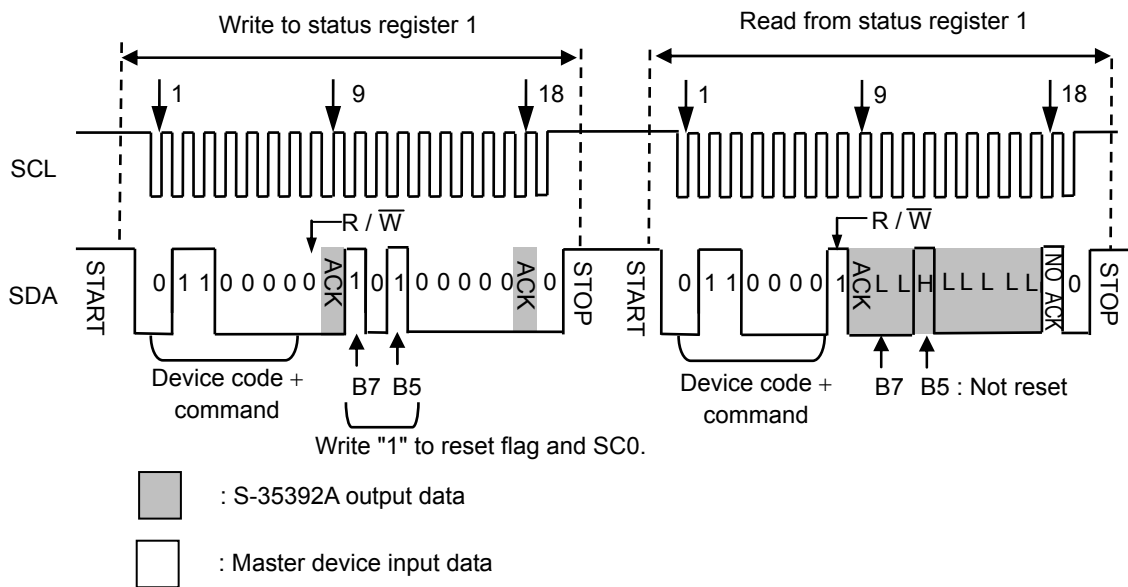 Write to status register 1
Read from status register 1
1 9 18 1 9 18
SCL
R / W R / W
SDA START 0 1 1 0 0 0 0 0 ACK 1 0 1 0 0 0 0 0 ACK 0 STOP START 0 1 1 0 0 0 0 1 ACK L L H L L L L L NO ACK 0 STOP
Device code +
command
B7 B5
Device code +
command
B7 B5 : Not reset
Write "1" to reset flag and SC0.
: S-35392A output data
: Master device input data